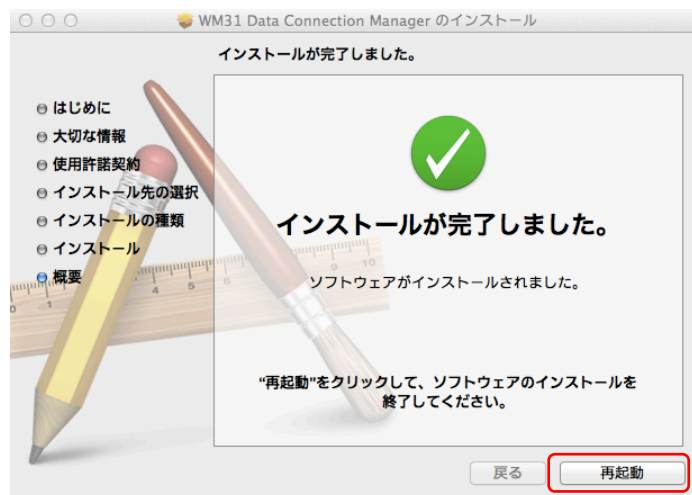 WM31 Data Connection Manager のインストール
インストールが完了しました。
はじめに
大切な情報
使用許諾契約
インストール先の選択
インストールの種類
インストール
概要
インストールが完了しました。
ソフトウェアがインストールされました。
“再起動”をクリックして、ソフトウェアのインストールを
終了してください。
戻る
再起動
0 1 4 5 6 9 10